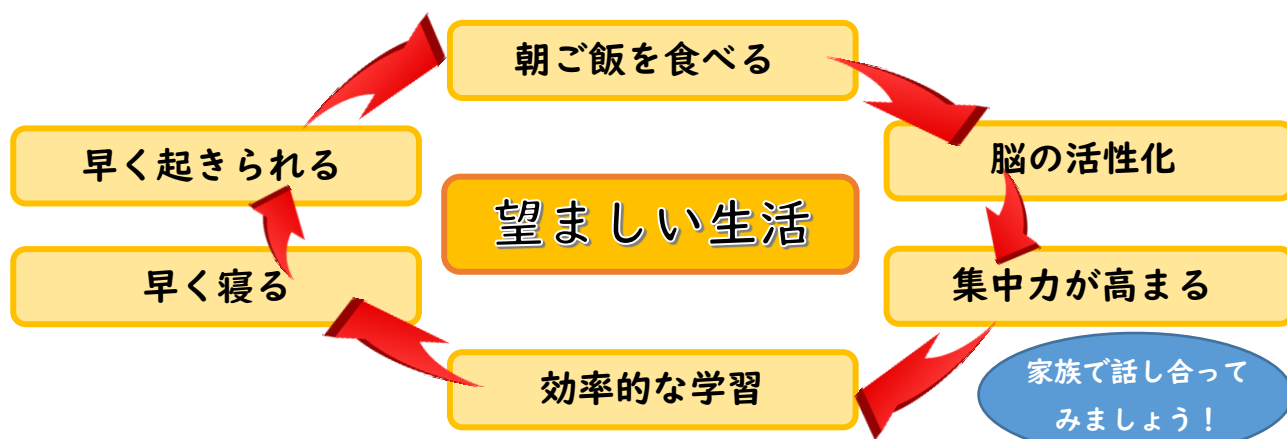 朝ご飯を食べる
脳の活性化
集中力が高まる
効率的な学習
早く寝る
早く起きられる
望ましい生活
家族で話し合って
みましょう！